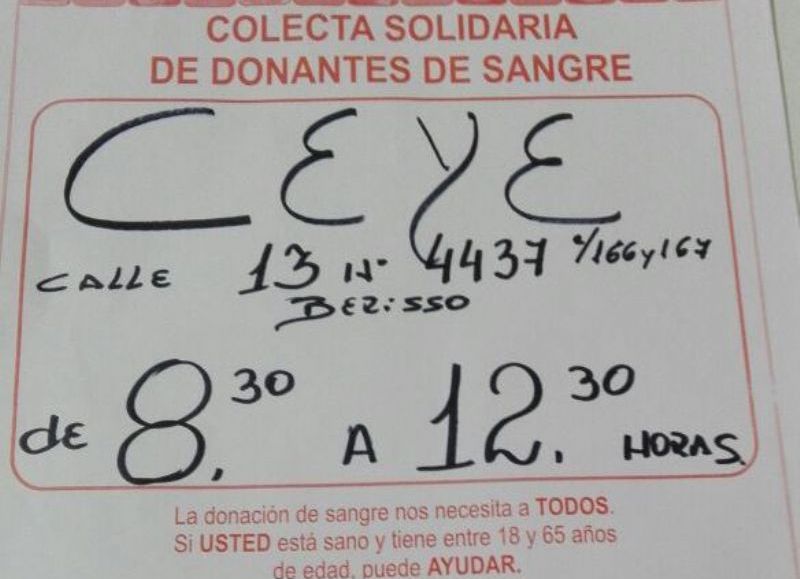 COLECTA SOLIDARIA
DE DONANTES DE SANGRE
CEYE
CALLE 13 Nº 4437 e/166 y 167
BERISSO
de 8,30 A 12,30 HORAS.
La donación de sangre nos necesita a TODOS.
Si USTED está sano y tiene entre 18 y 65 años
de edad, puede AYUDAR.